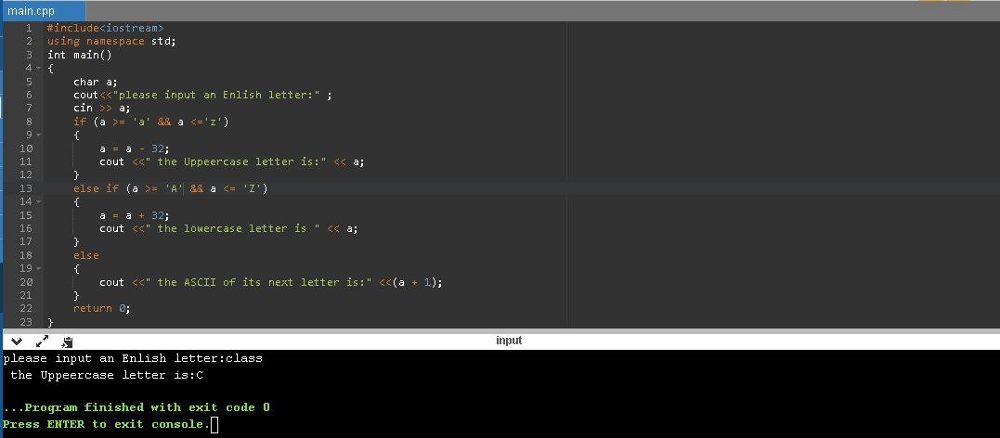 main.cpp
1 #include<iostream>
2 using namespace std;
3 int main()
4 {
5 char a;
6 cout<<"please input an Enlish letter:" ;
7 cin >> a;
8 if (a >= 'a' && a <='z')
9 {
10 a = a - 32;
11 cout <<" the Uppeercase letter is:" << a;
12 }
13 else if (a >= 'A' && a <= 'Z')
14 {
15 a = a + 32;
16 cout <<" the lowercase letter is " << a;
17 }
18 else
19 {
20 cout <<" the ASCII of its next letter is:" <<(a + 1);
21 }
22 return 0;
23 }
input
please input an Enlish letter:class
the Uppeercase letter is:C
...Program finished with exit code 0
Press ENTER to exit console.